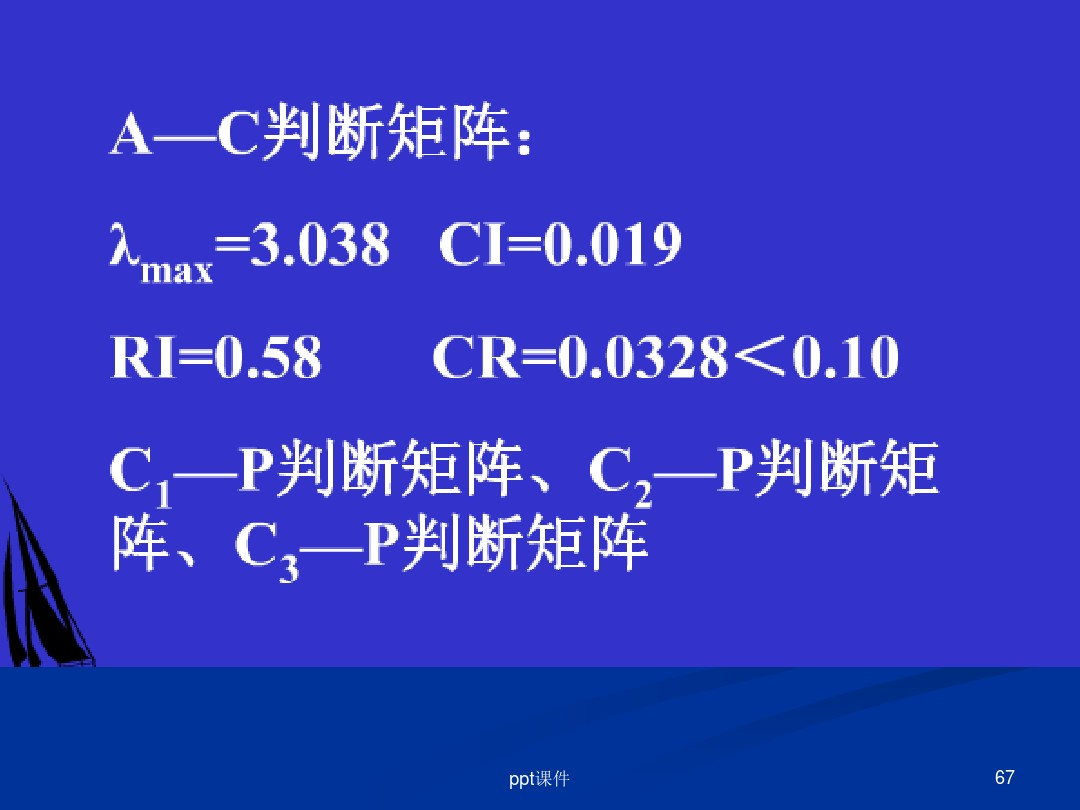 A—C判断矩阵：
λmax=3.038 CI=0.019
RI=0.58 CR=0.0328＜0.10
C1—P判断矩阵、C2—P判断矩
阵、C3—P判断矩阵
ppt课件
67